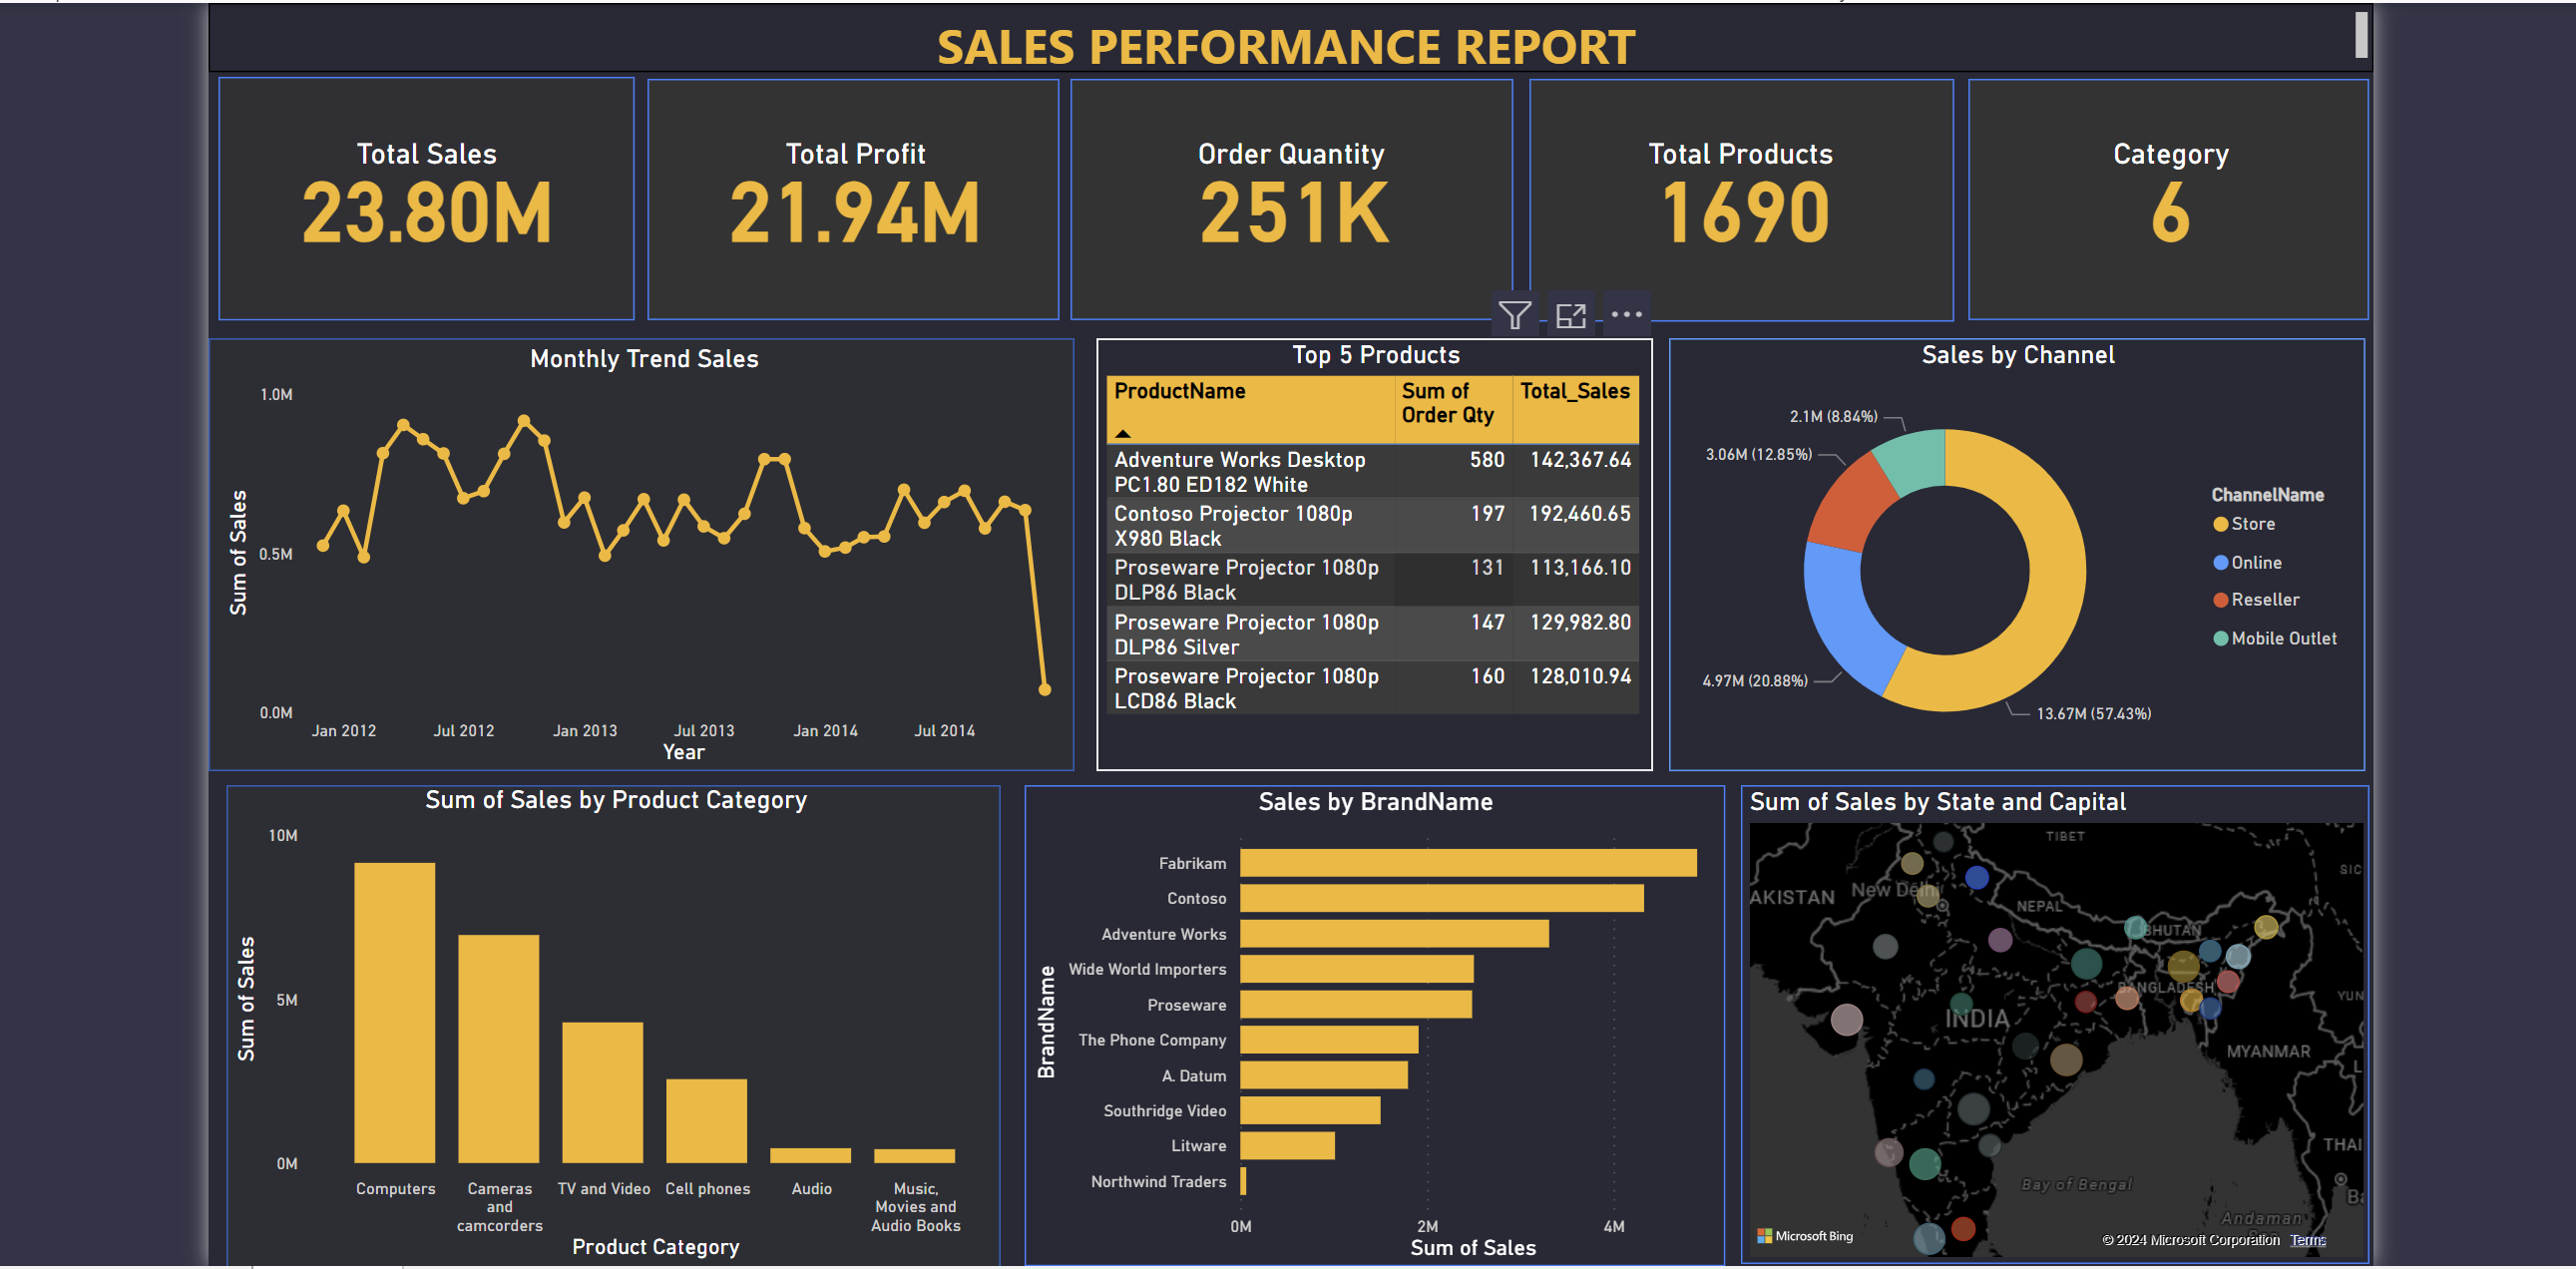 SALES PERFORMANCE REPORT
Total Sales
23.80M
Total Profit
21.94M
Order Quantity
251K
Total Products
1690
Category
6
Monthly Trend Sales
1.0M
0.5M
0.0M
Sum of Sales
Jan 2012 Jul 2012 Jan 2013 Jul 2013 Jan 2014 Jul 2014
Year
Top 5 Products
ProductName Sum of Order Qty Total_Sales
Adventure Works Desktop 580 142,367.64
PC1.80 ED182 White
Contoso Projector 1080p 197 192,460.65
X980 Black
Proseware Projector 1080p 131 113,166.10
DLP86 Black
Proseware Projector 1080p 147 129,982.80
DLP86 Silver
Proseware Projector 1080p 160 128,010.94
LCD86 Black
Sales by Channel
2.1M (8.84%)
3.06M (12.85%)
4.97M (20.88%)
13.67M (57.43%)
ChannelName
Store
Online
Reseller
Mobile Outlet
Sum of Sales by Product Category
10M
5M
0M
Sum of Sales
Computers
Cameras
and
camcorders
TV and Video
Cell phones
Audio
Music,
Movies and
Audio Books
Product Category
Sales by BrandName
BrandName
Fabrikam
Contoso
Adventure Works
Wide World Importers
Proseware
The Phone Company
A. Datum
Southridge Video
Litware
Northwind Traders
0M 2M 4M
Sum of Sales
Sum of Sales by State and Capital
TIBET
SIC
AKISTAN
New Delhi
NEPAL
BHUTAN
BANGLADESH
YUN
INDIA
MYANMAR
L
THAI
Bay of Bengal
Ba
Andaman
Microsoft Bing
© 2024 Microsoft Corporation Terms